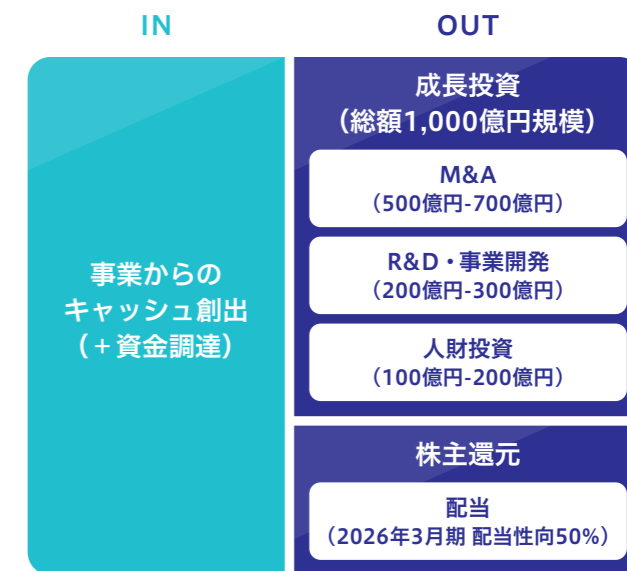 IN
OUT
事業からの
キャッシュ創出
（＋資金調達）
成長投資
（総額1,000億円規模）
M&A
（500億円-700億円）
R&D・事業開発
（200億円-300億円）
人財投資
（100億円-200億円）
株主還元
配当
（2026年3月期 配当性向50%）